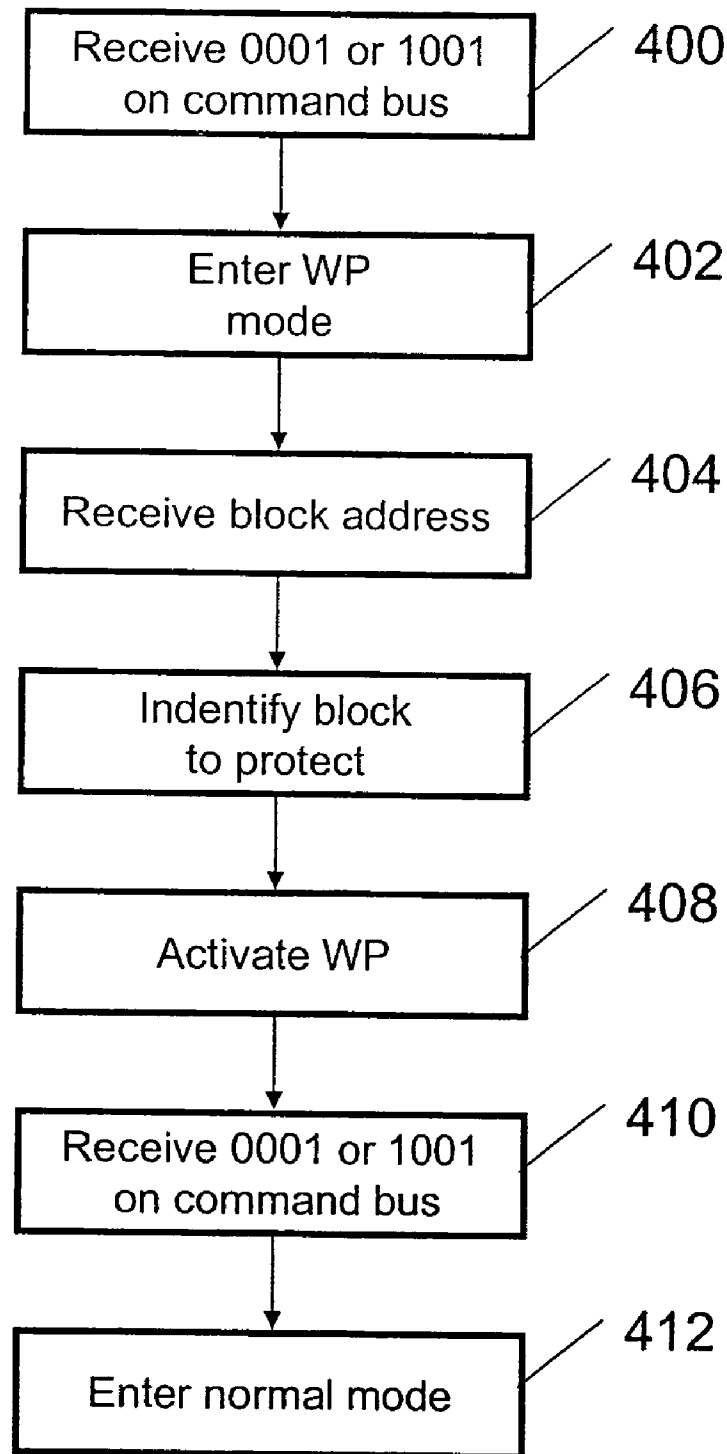 Receive 0001 or 1001
on command bus
400
Enter WP
mode
402
Receive block address
404
Indentify block
to protect
406
Activate WP
408
Receive 0001 or 1001
on command bus
410
Enter normal mode
412